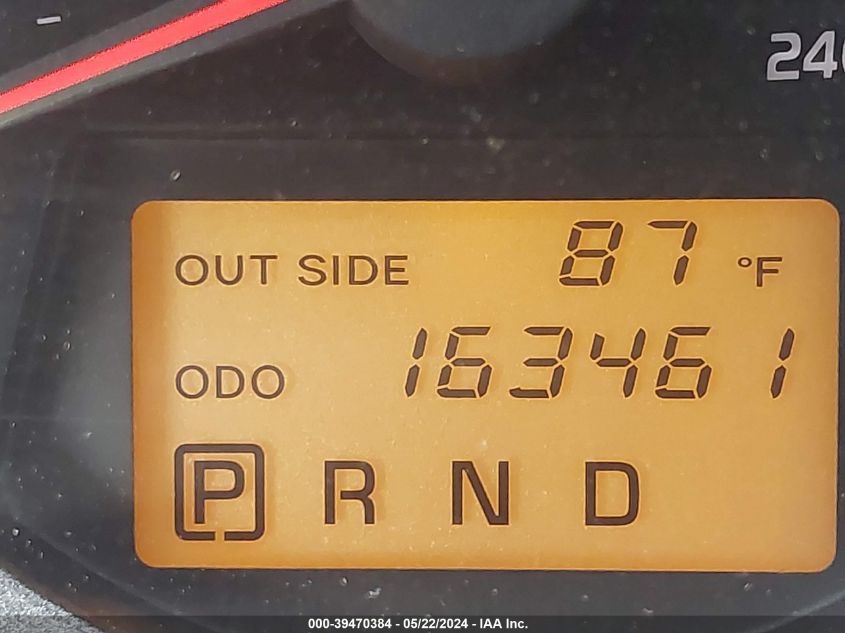 240
OUT SIDE 87 °F
ODO 163461
P R N D
000-39470384 - 05/22/2024 - IAA Inc.